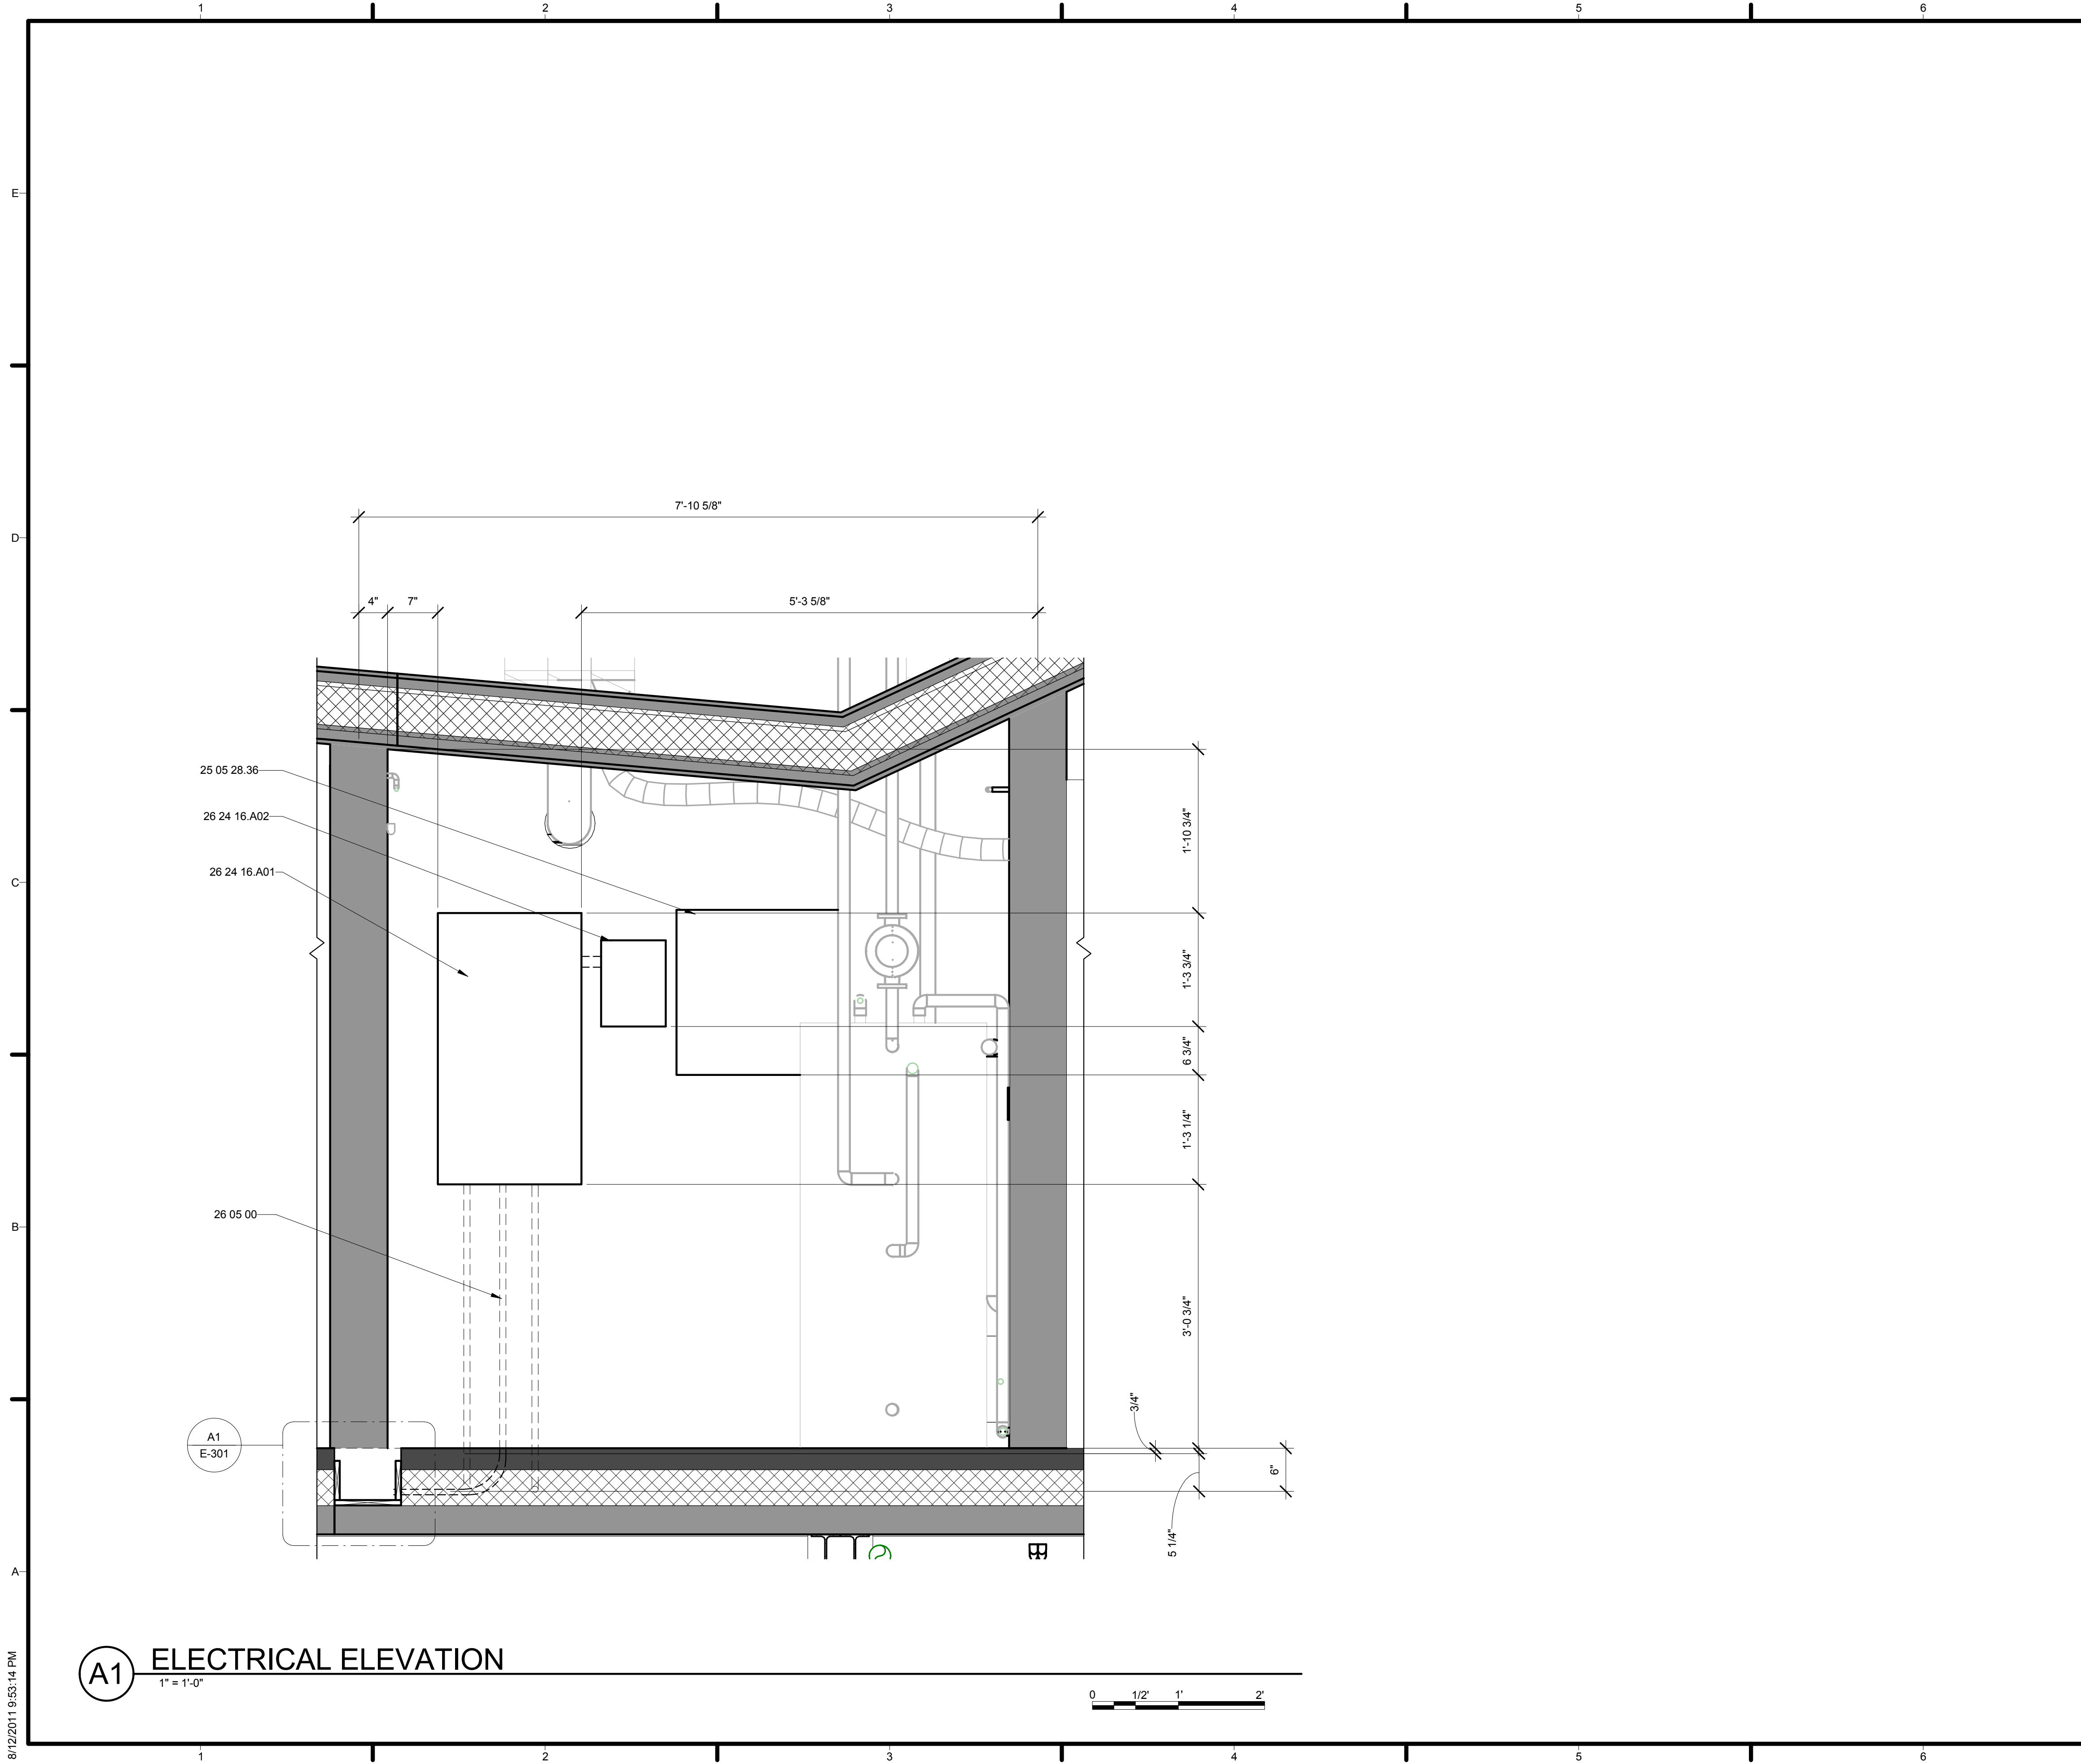 1 2 3 4 5 6
E
D
C
B
A
7'-10 5/8"
4" 7" 5'-3 5/8"
25 05 28.36
26 24 16.A02
26 24 16.A01
26 05 00
1'-10 3/4"
1'-3 3/4"
6 3/4"
1'-3 1/4"
3'-0 3/4"
3/4"
6"
5 1/4"
A1
E-301
A1 ELECTRICAL ELEVATION
1" = 1'-0"
0 1/2' 1' 2'
8/12/2011 9:53:14 PM
1 2 3 4 5 6